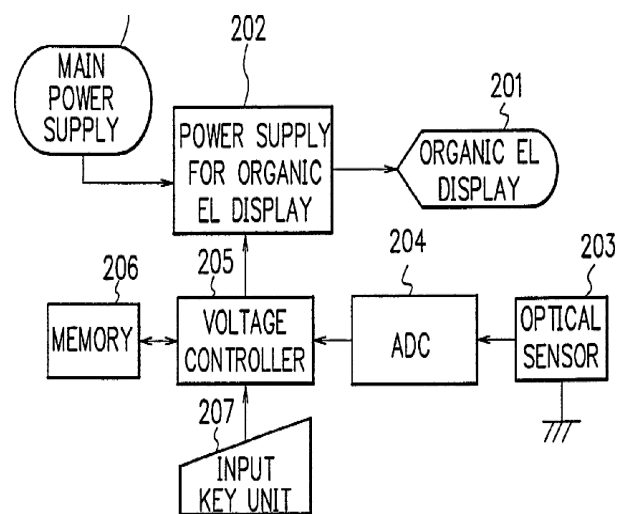 202
MAIN
POWER
SUPPLY
201
POWER SUPPLY
FOR ORGANIC
EL DISPLAY
ORGANIC EL
DISPLAY
206
205
204
203
MEMORY
VOLTAGE
CONTROLLER
ADC
OPTICAL
SENSOR
207
INPUT
KEY UNIT